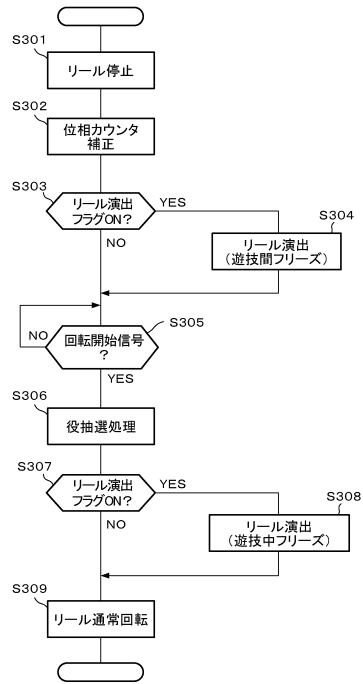 S301
リール停止
S302
位相カウンタ
補正
S303
リール演出
フラグON?
YES
NO
S304
リール演出
(遊技間フリーズ)
S305
NO
回転開始信号
?
YES
S306
役抽選処理
S307
リール演出
フラグON?
YES
NO
S308
リール演出
(遊技中フリーズ)
S309
リール通常回転